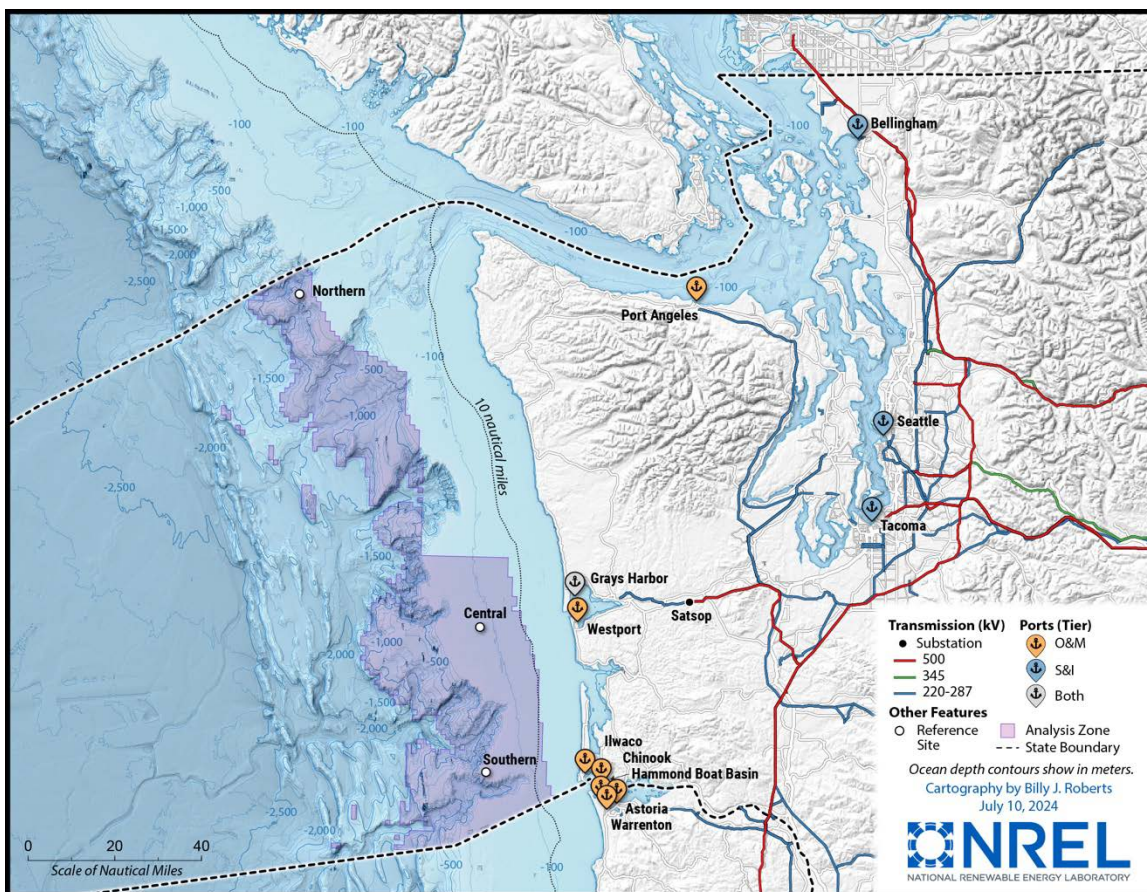 -100
-100
-100
Bellingham
-500
-1,000
-1,500
-2,000
-2,500
-100
Northern
-100
Port Angeles
-100
-500
-1,500
-1,000
10 nautical miles
-2,000
Seattle
-2,500
Tacoma
-1,500
Grays Harbor
Central
Westport
Satsop
-2,000
-1,000
-500
-1,500
-2,000
Ilwaco
Chinook
Southern
Hammond Boat Basin
Astoria
Warrenton
-2,000
-500
-100
0 20 40
Scale of Nautical Miles
Transmission (kV)
Substation
500
345
220-287
Ports (Tier)
O&M
S&I
Both
Other Features
Reference
Site
Analysis Zone
State Boundary
Ocean depth contours show in meters.
Cartography by Billy J. Roberts
July 10, 2024
NREL
NATIONAL RENEWABLE ENERGY LABORATORY